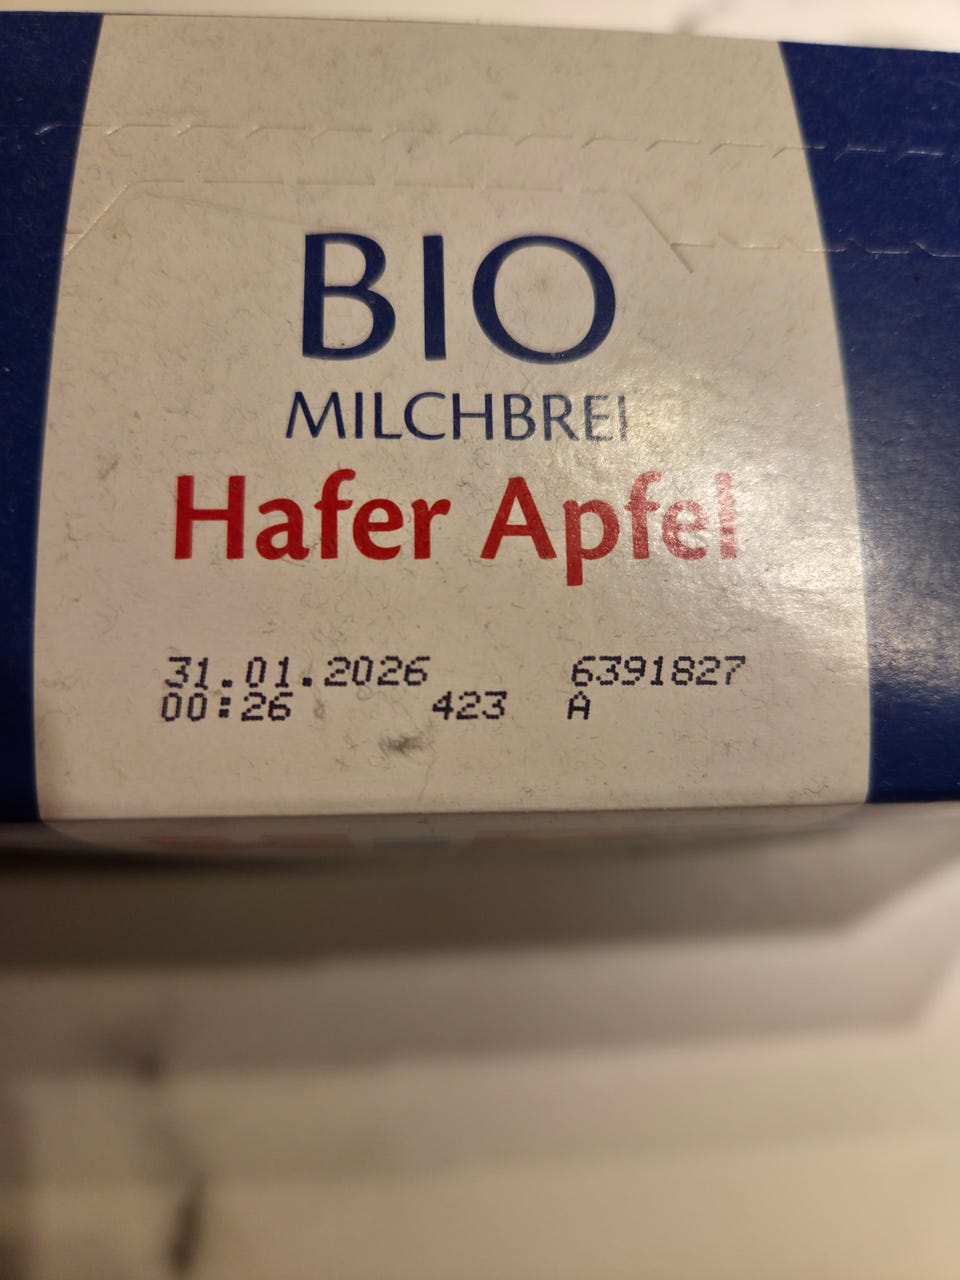 BIO
MILCHBREI
Hafer Apfel
31.01.2026 6391827
00:26 423 A